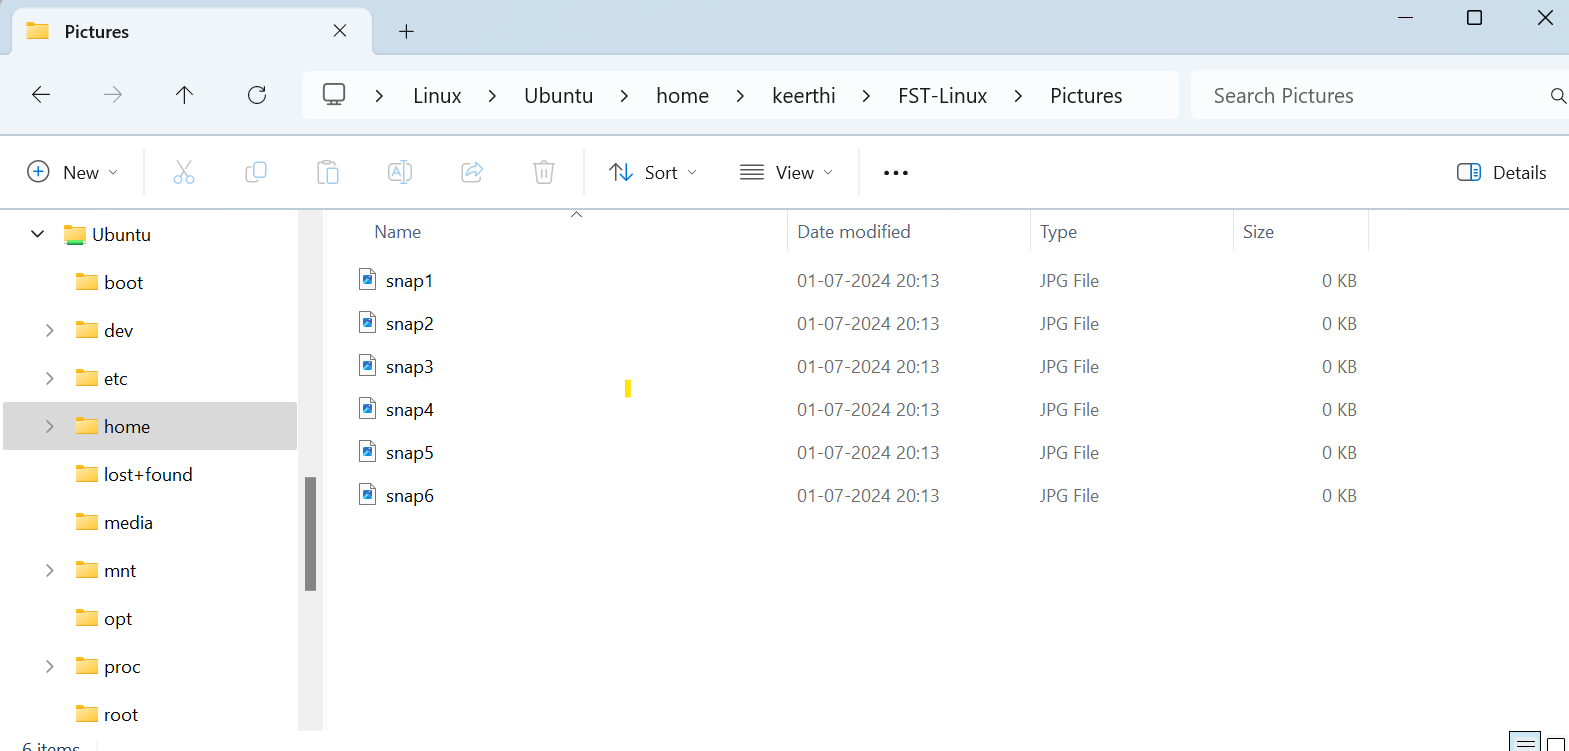 Pictures
Linux > Ubuntu > home > keerthi > FST-Linux > Pictures
Search Pictures
New
Sort
View
Details
Ubuntu
boot
dev
etc
home
lost+found
media
mnt
opt
proc
root
Name Date modified Type Size
snap1 01-07-2024 20:13 JPG File 0 KB
snap2 01-07-2024 20:13 JPG File 0 KB
snap3 01-07-2024 20:13 JPG File 0 KB
snap4 01-07-2024 20:13 JPG File 0 KB
snap5 01-07-2024 20:13 JPG File 0 KB
snap6 01-07-2024 20:13 JPG File 0 KB
6 items